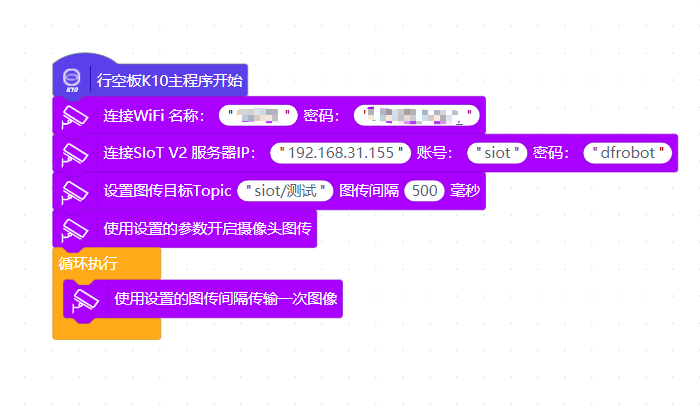 K10 行空板K10主程序开始
连接WiFi 名称： " " 密码： " "
连接SIoT V2 服务器IP： "192.168.31.155" 账号： "siot" 密码： "dfrobot"
设置图传目标Topic "siot/测试" 图传间隔 500 毫秒
使用设置的参数开启摄像头图传
循环执行
使用设置的图传间隔传输一次图像